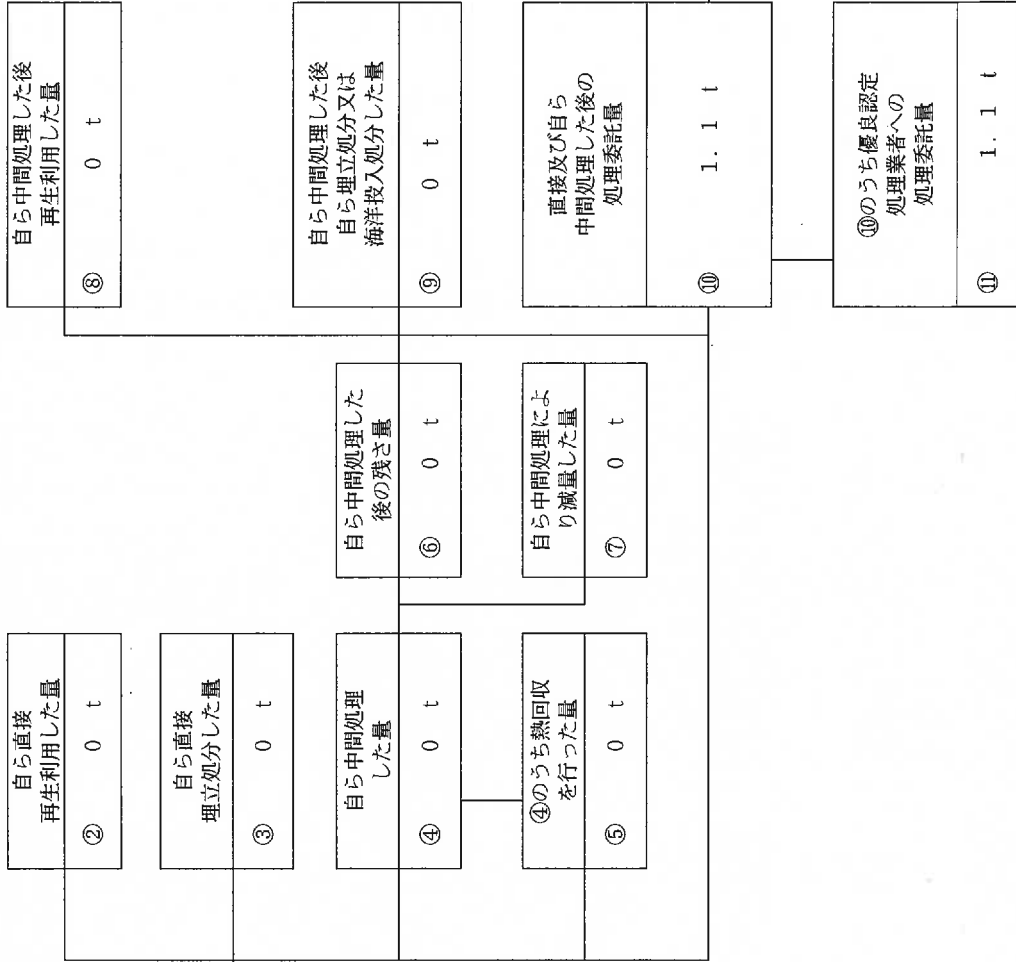 自ら直接
再生利用した量
② 0 t
自ら直接
埋立処分した量
③ 0 t
自ら中間処理
した量
④ 0 t
④のうち熱回収
を行った量
⑤ 0 t
自ら中間処理した
後の残さ量
⑥ 0 t
自ら中間処理によ
り減量した量
⑦ 0 t
自ら中間処理した後
再生利用した量
⑧ 0 t
自ら中間処理した後
自ら埋立処分又は
海洋投入処分した量
⑨ 0 t
直接及び自ら
中間処理した後の
処理委託量
⑩ 1.1 t
⑩のうち優良認定
処理業者への
処理委託量
⑪ 1.1 t